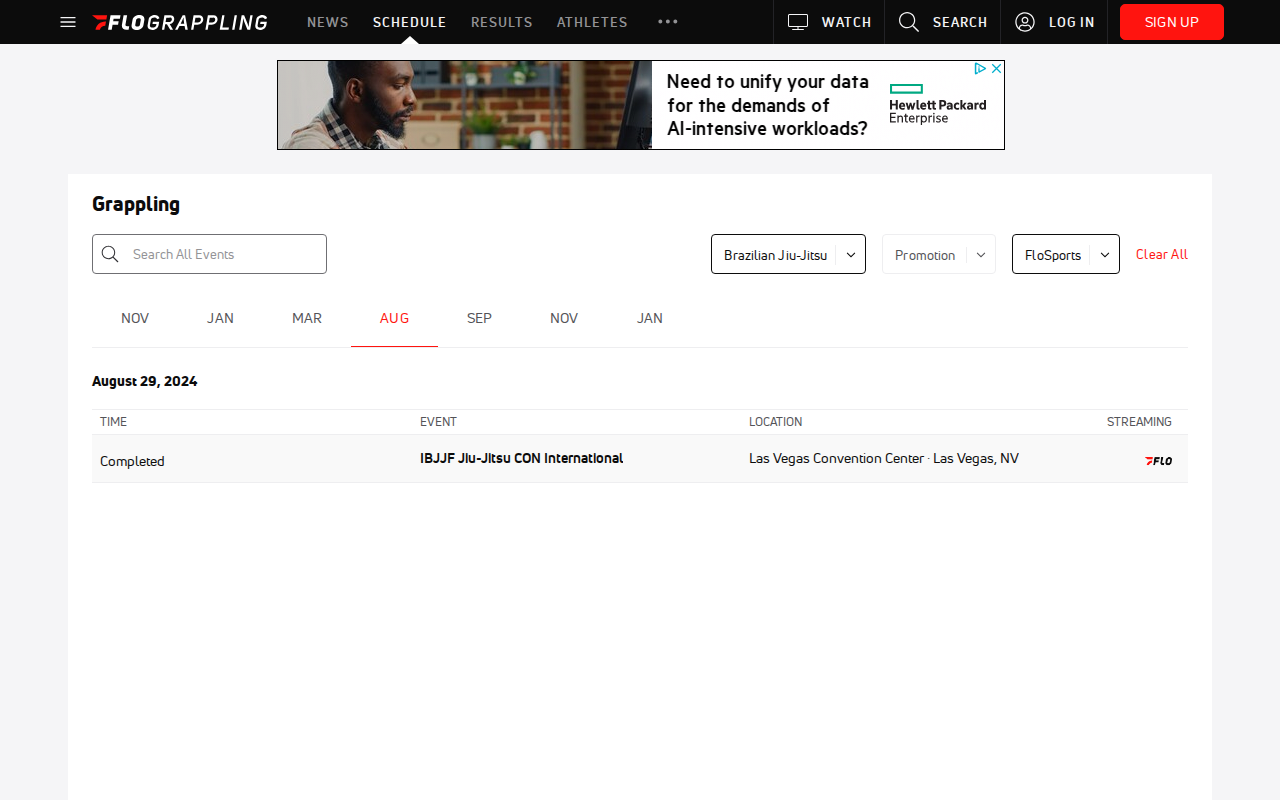 FLOGRAPPLING NEWS SCHEDULE RESULTS ATHLETES WATCH SEARCH LOG IN SIGN UP
Need to unify your data
for the demands of
AI-intensive workloads?
Hewlett Packard
Enterprise
Grappling
Search All Events Brazilian Jiu-Jitsu Promotion FloSports Clear All
NOV JAN MAR AUG SEP NOV JAN
August 29, 2024
TIME EVENT LOCATION STREAMING
Completed IBJJF Jiu-Jitsu CON International Las Vegas Convention Center · Las Vegas, NV FLO